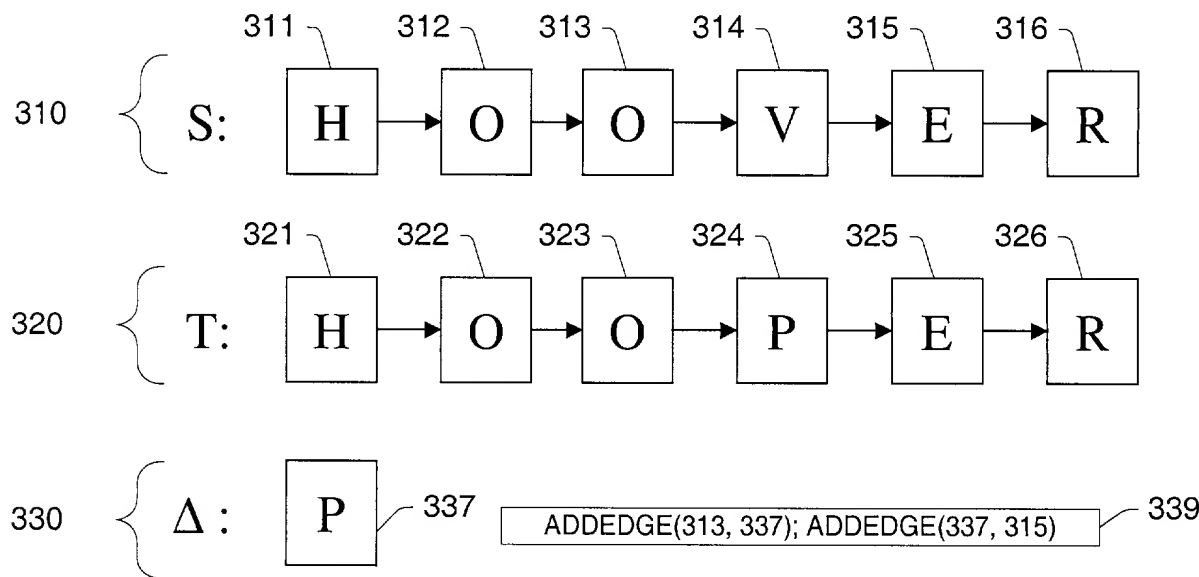 311 312 313 314 315 316
310 S: H O O V E R
321 322 323 324 325 326
320 T: H O O P E R
330 Δ : P 337 ADDEDGE(313, 337); ADDEDGE(337, 315) 339